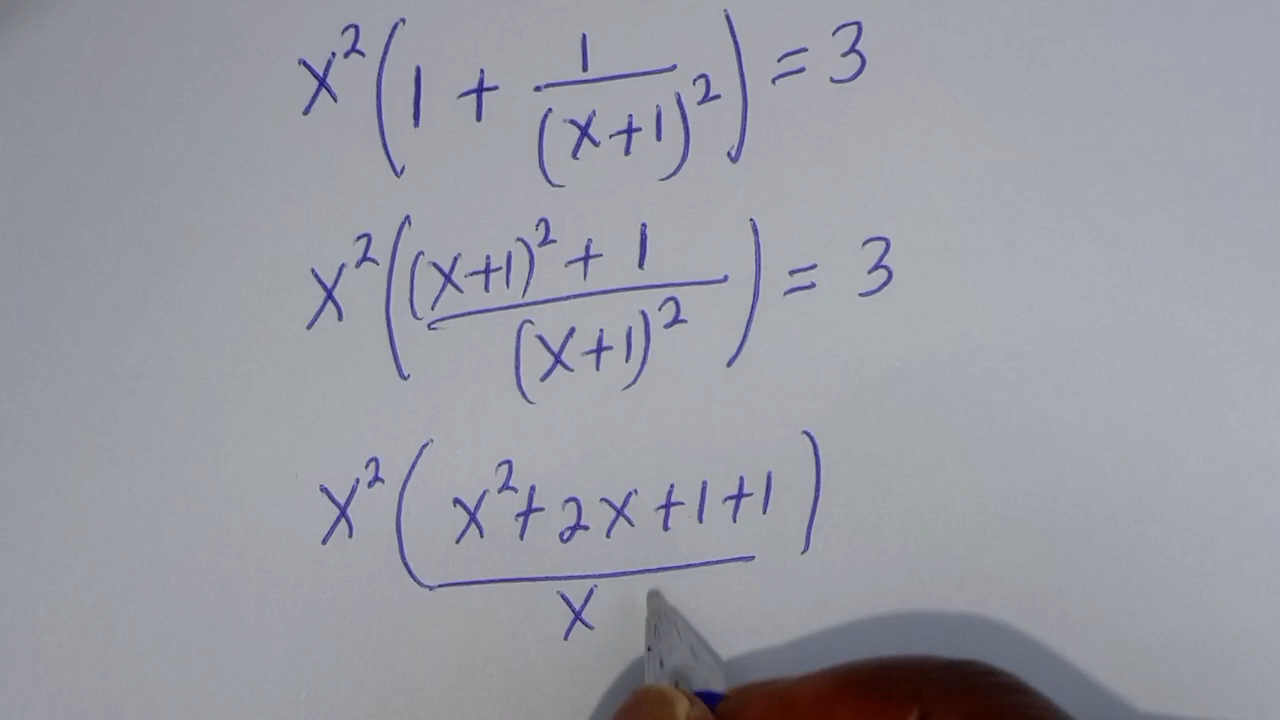 x²(1 + 1/(x+1)²) = 3
x²(((x+1)² + 1)/(x+1)²) = 3
x²((x²+2x+1+1)/x)